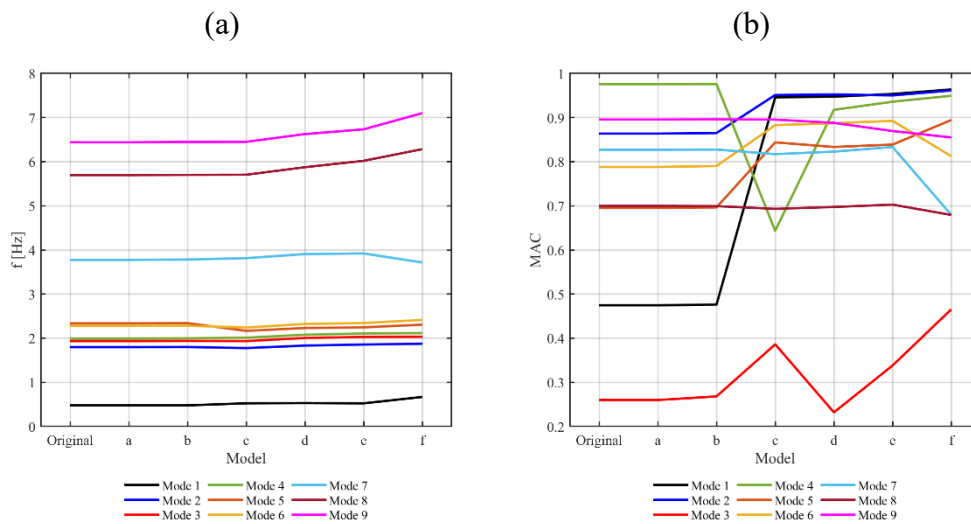 (a)
(b)
8
7
6
5
4
3
2
1
0
f [Hz]
Original a b c d e f
Model
Mode 1 Mode 4 Mode 7
Mode 2 Mode 5 Mode 8
Mode 3 Mode 6 Mode 9
1
0.9
0.8
0.7
0.6
0.5
0.4
0.3
0.2
MAC
Original a b c d e f
Model
Mode 1 Mode 4 Mode 7
Mode 2 Mode 5 Mode 8
Mode 3 Mode 6 Mode 9